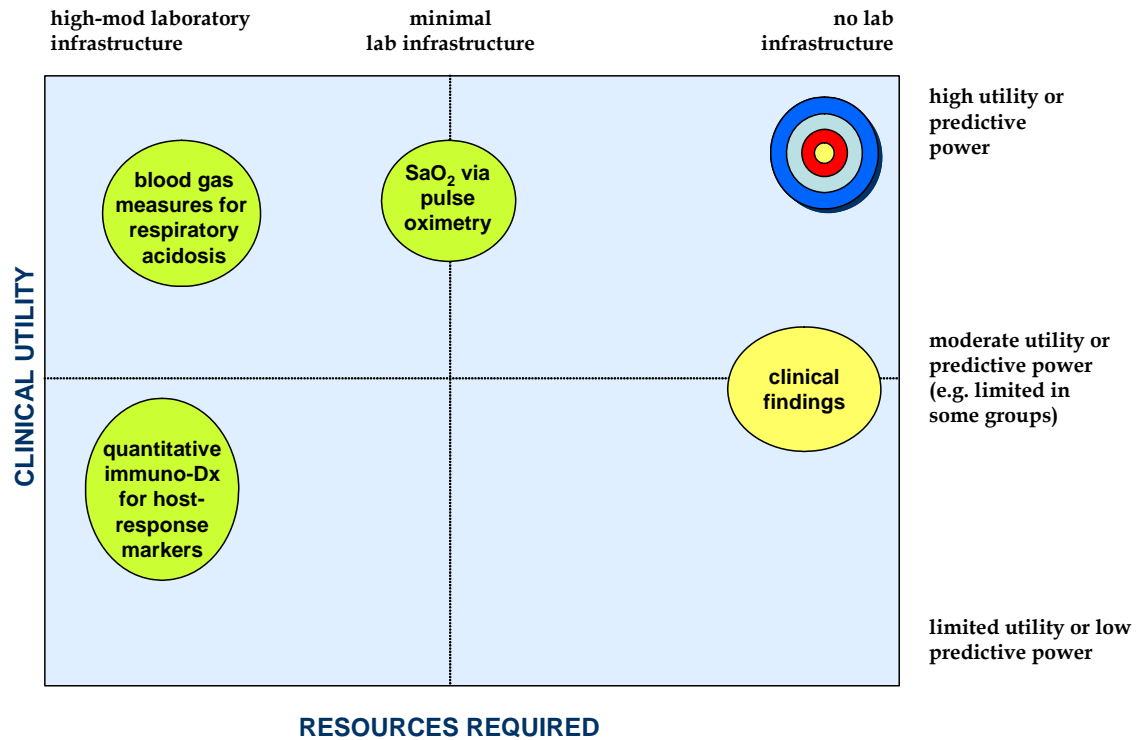 high-mod laboratory
infrastructure
minimal
lab infrastructure
no lab
infrastructure
high utility or
predictive
power
blood gas
measures for
respiratory
acidosis
SaO₂ via
pulse
oximetry
CLINICAL UTILITY
moderate utility or
predictive power
(e.g. limited in
some groups)
clinical
findings
quantitative
immuno-Dx
for host-
response
markers
limited utility or low
predictive power
RESOURCES REQUIRED